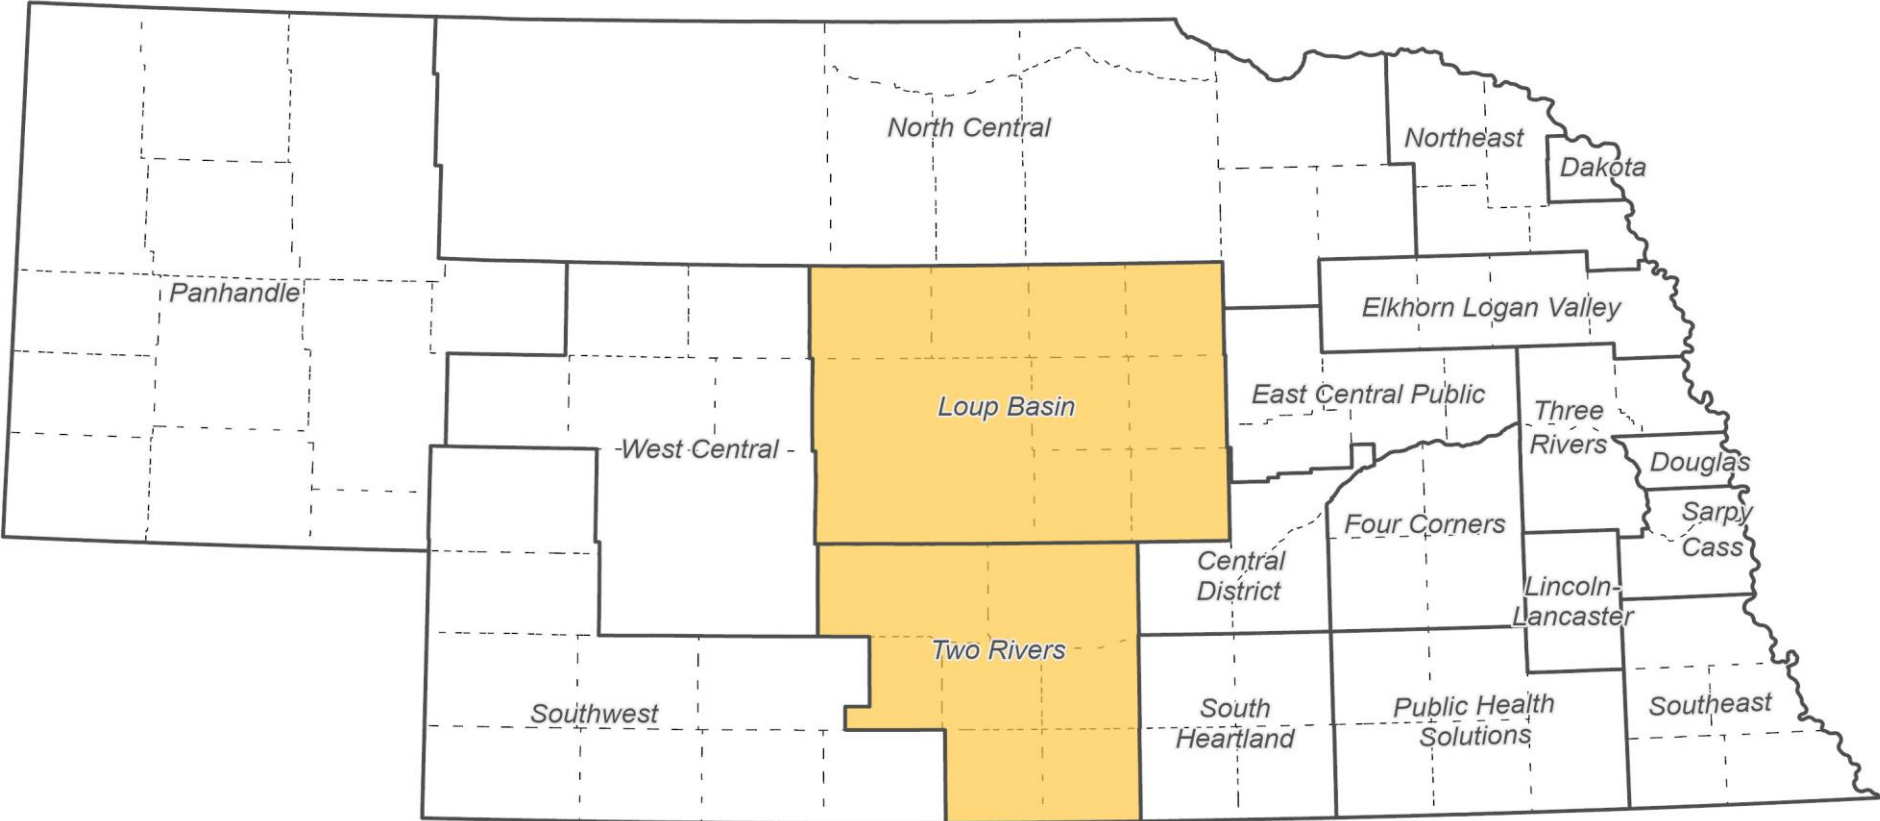 North Central
Northeast
Dakota
Panhandle
Elkhorn Logan Valley
East Central Public
Loup Basin
Three
Rivers
West Central
Douglas
Sarpy
Cass
Four Corners
Central
District
Lincoln-
Lancaster
Two Rivers
Southwest
South
Heartland
Public Health
Solutions
Southeast